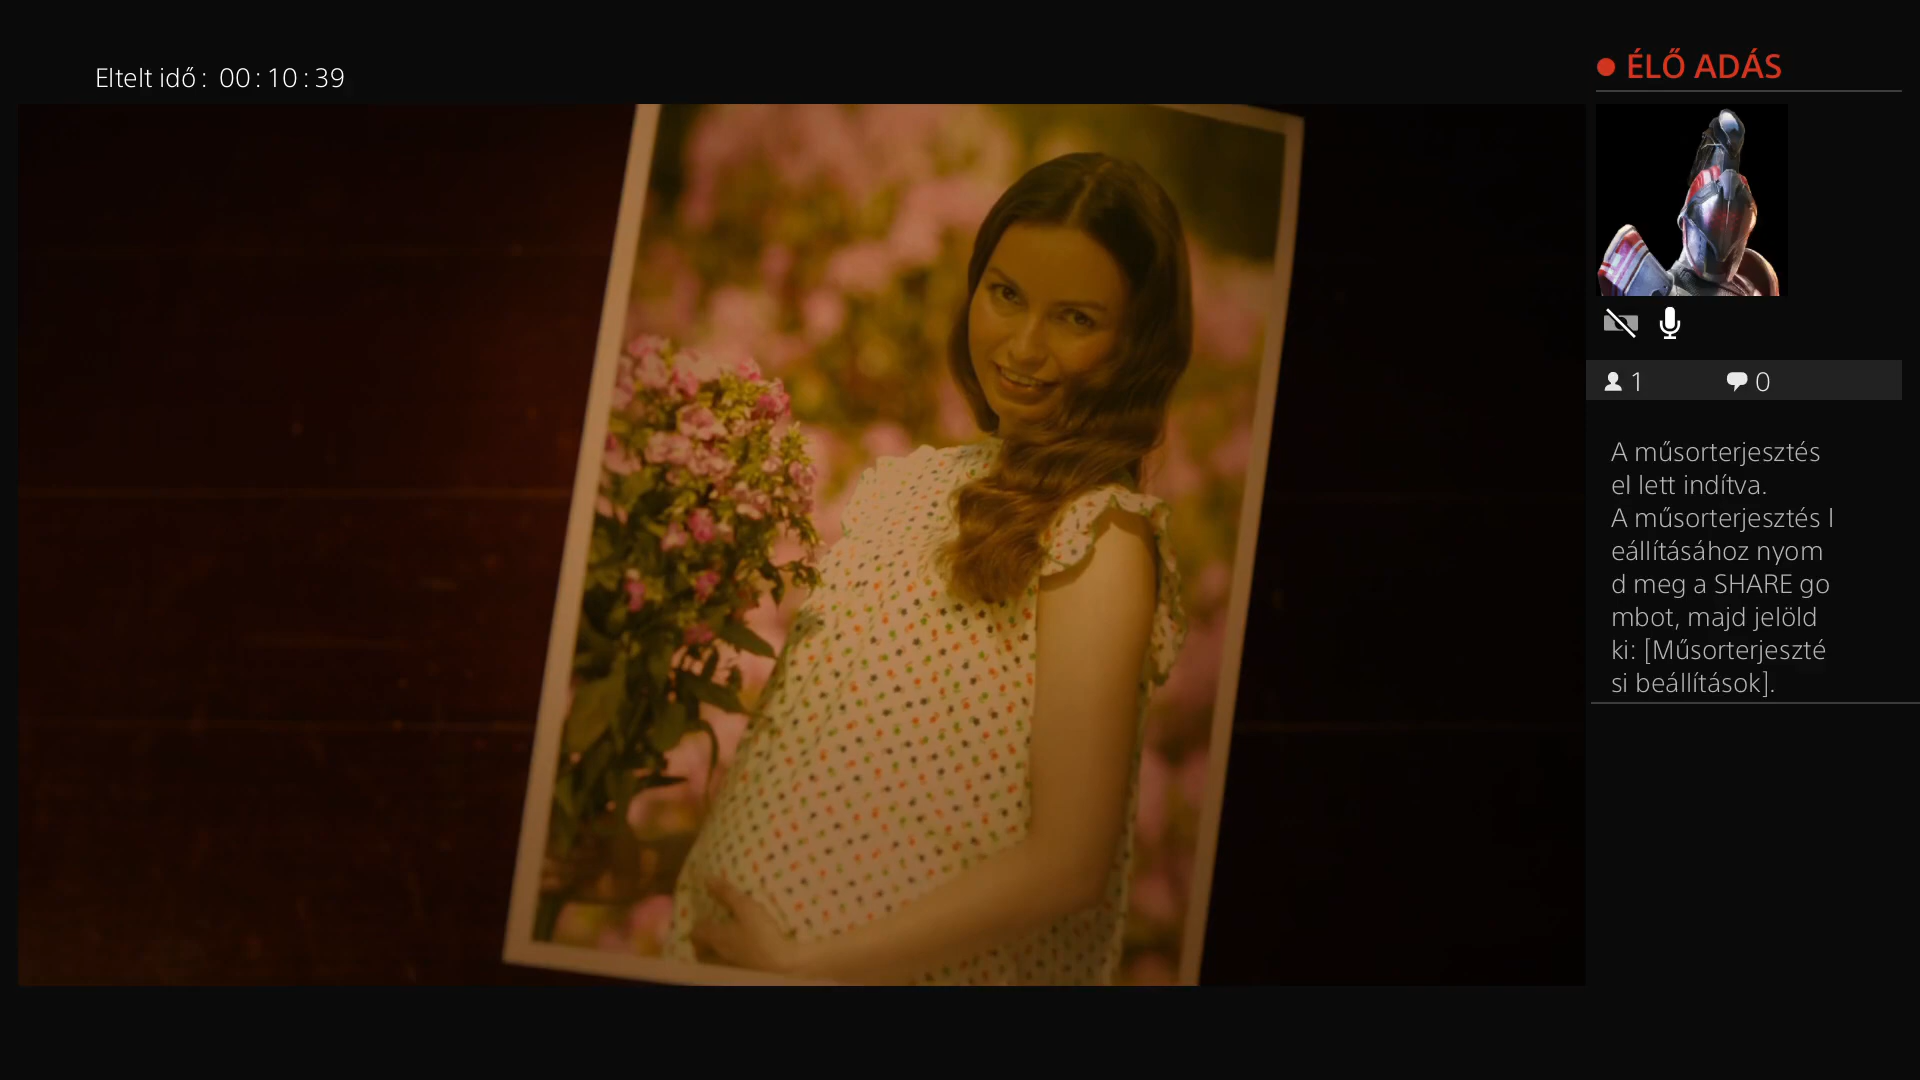 Eltelt idő : 00 : 10 : 39
ÉLŐ ADÁS
1 0
A műsorterjesztés
el lett indítva.
A műsorterjesztés l
eállításához nyom
d meg a SHARE go
mbot, majd jelöld
ki: [Műsorterjeszté
si beállítások].